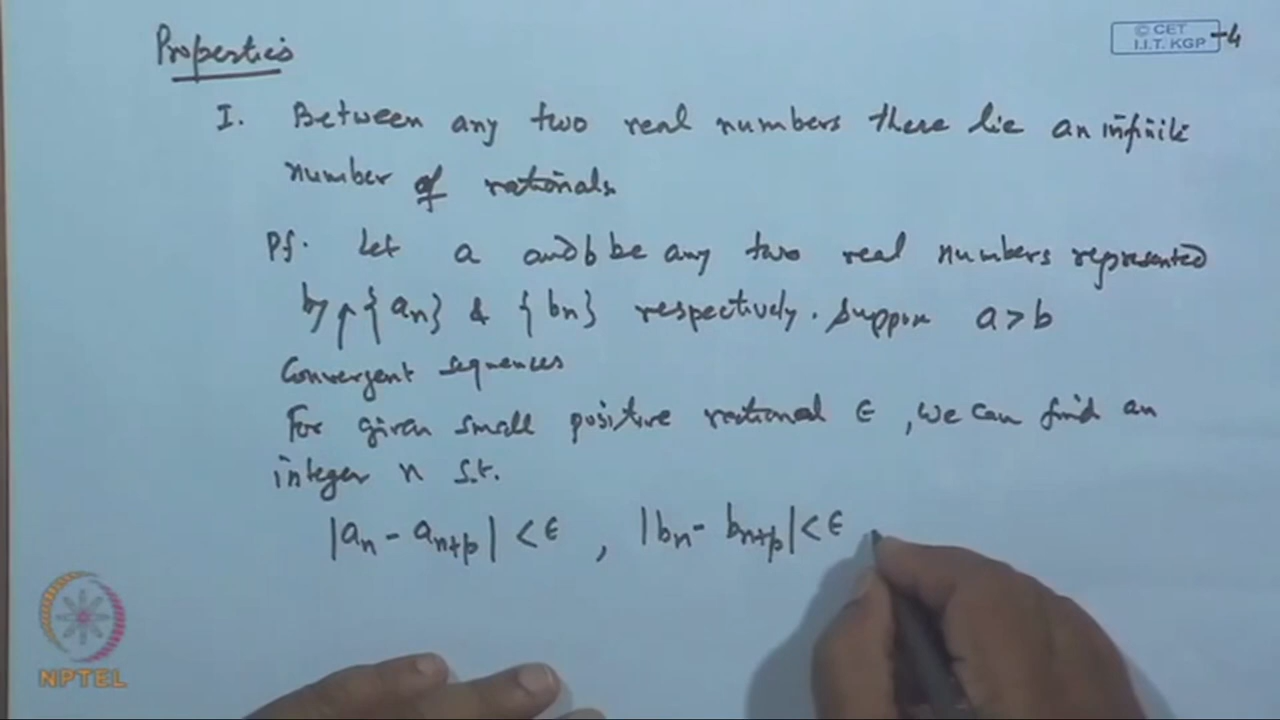 © CET
I.I.T. KGP -4
Properties
I. Between any two real numbers there lie an infinite
number of rationals.
Pf. Let a and b be any two real numbers represented
by {an} & {bn} respectively. Suppose a > b
Convergent sequences
For given small positive rational ∈, we can find an
integer n s.t.
|an - an+p| < ∈, |bn - bn+p| < ∈
NPTEL